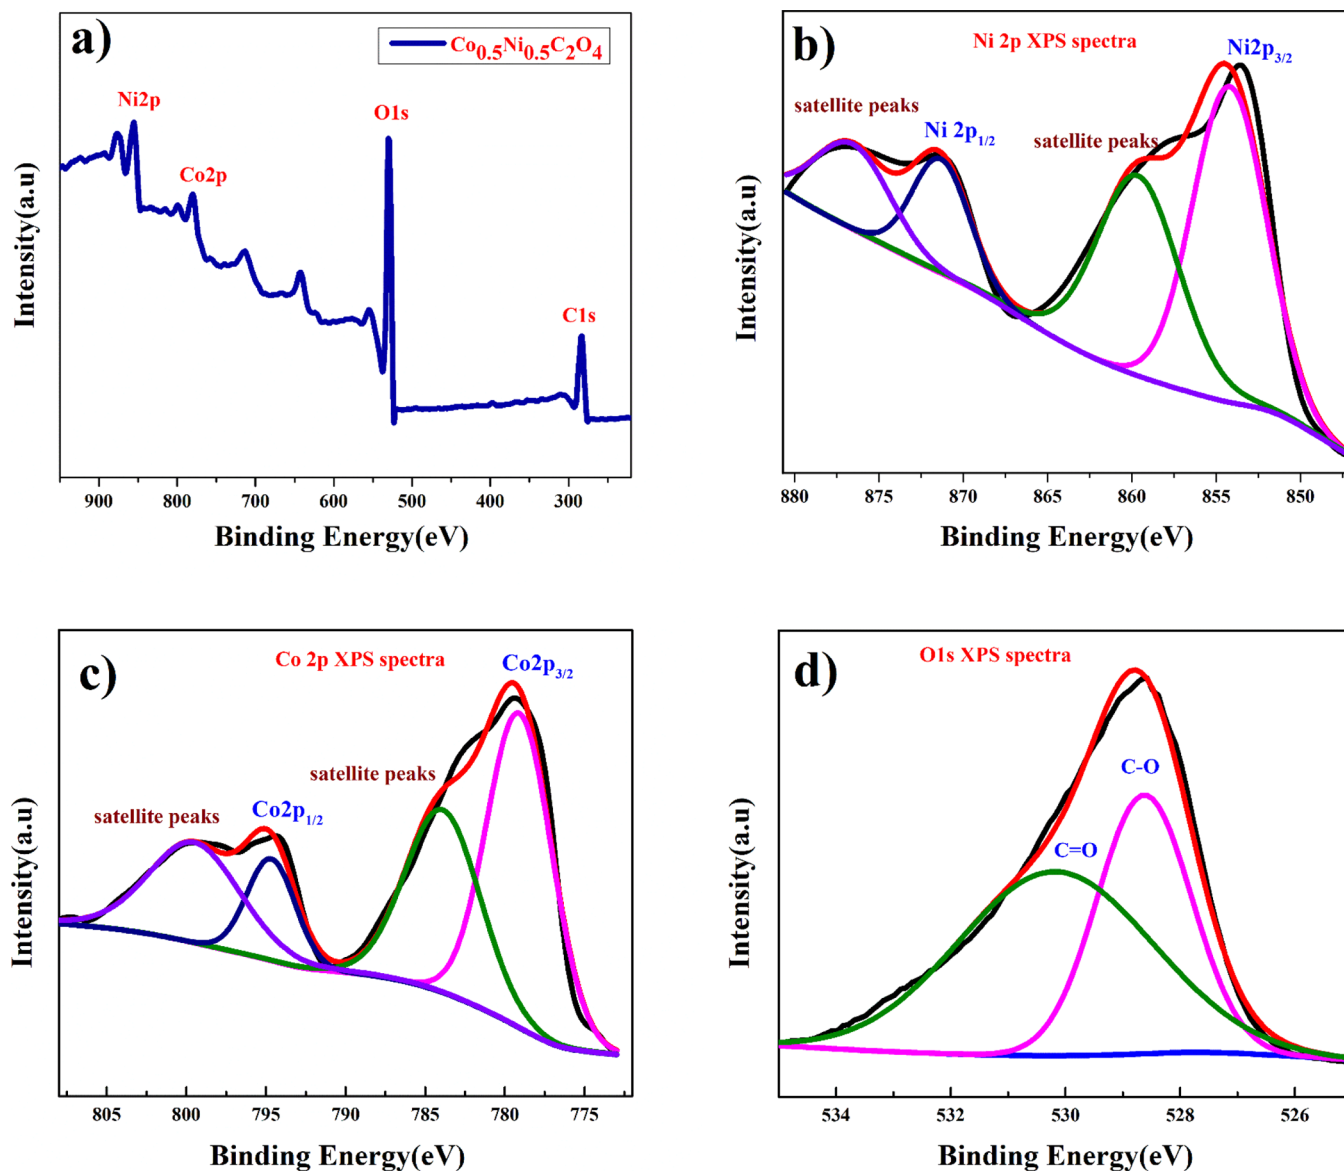 a)
Co0.5Ni0.5C2O4
Ni2p
Co2p
O1s
C1s
Intensity(a.u)
900 800 700 600 500 400 300
Binding Energy(eV)
b)
Ni 2p XPS spectra
Ni2p3/2
satellite peaks
Ni 2p1/2
satellite peaks
Intensity(a.u)
880 875 870 865 860 855 850
Binding Energy(eV)
c)
Co 2p XPS spectra
Co2p3/2
satellite peaks
satellite peaks
Co2p1/2
Intensity(a.u)
805 800 795 790 785 780 775
Binding Energy(eV)
d)
O1s XPS spectra
C-O
C=O
Intensity(a.u)
534 532 530 528 526
Binding Energy(eV)